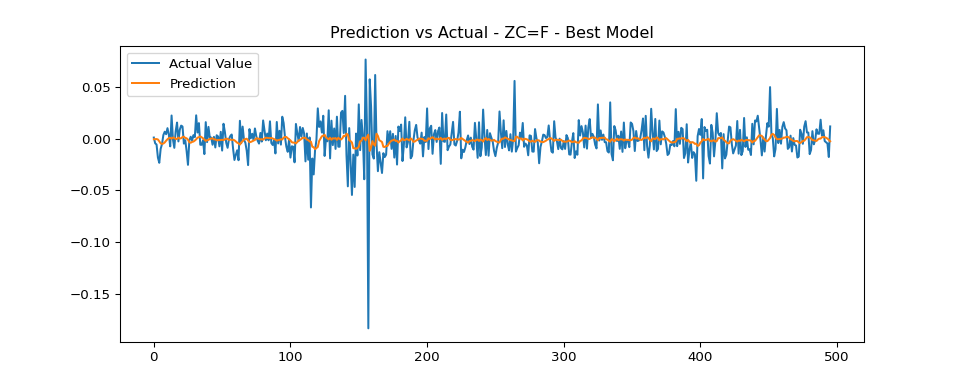 Prediction vs Actual - ZC=F - Best Model
Actual Value
Prediction
0.05
0.00
−0.05
−0.10
−0.15
0 100 200 300 400 500